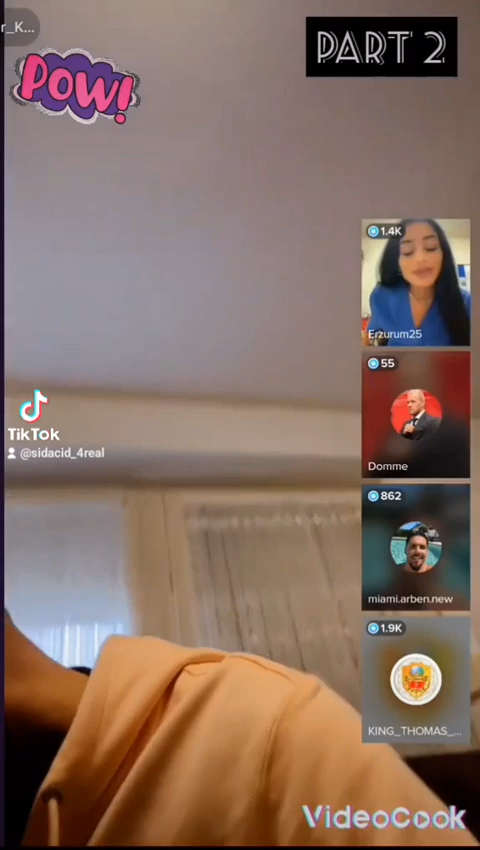 r_K...
PART 2
POW!
1.4K
Erzurum25
55
Domme
TikTok
@sidacid_4real
862
miami.arben.new
1.9K
KING_THOMAS_...
VideoCook